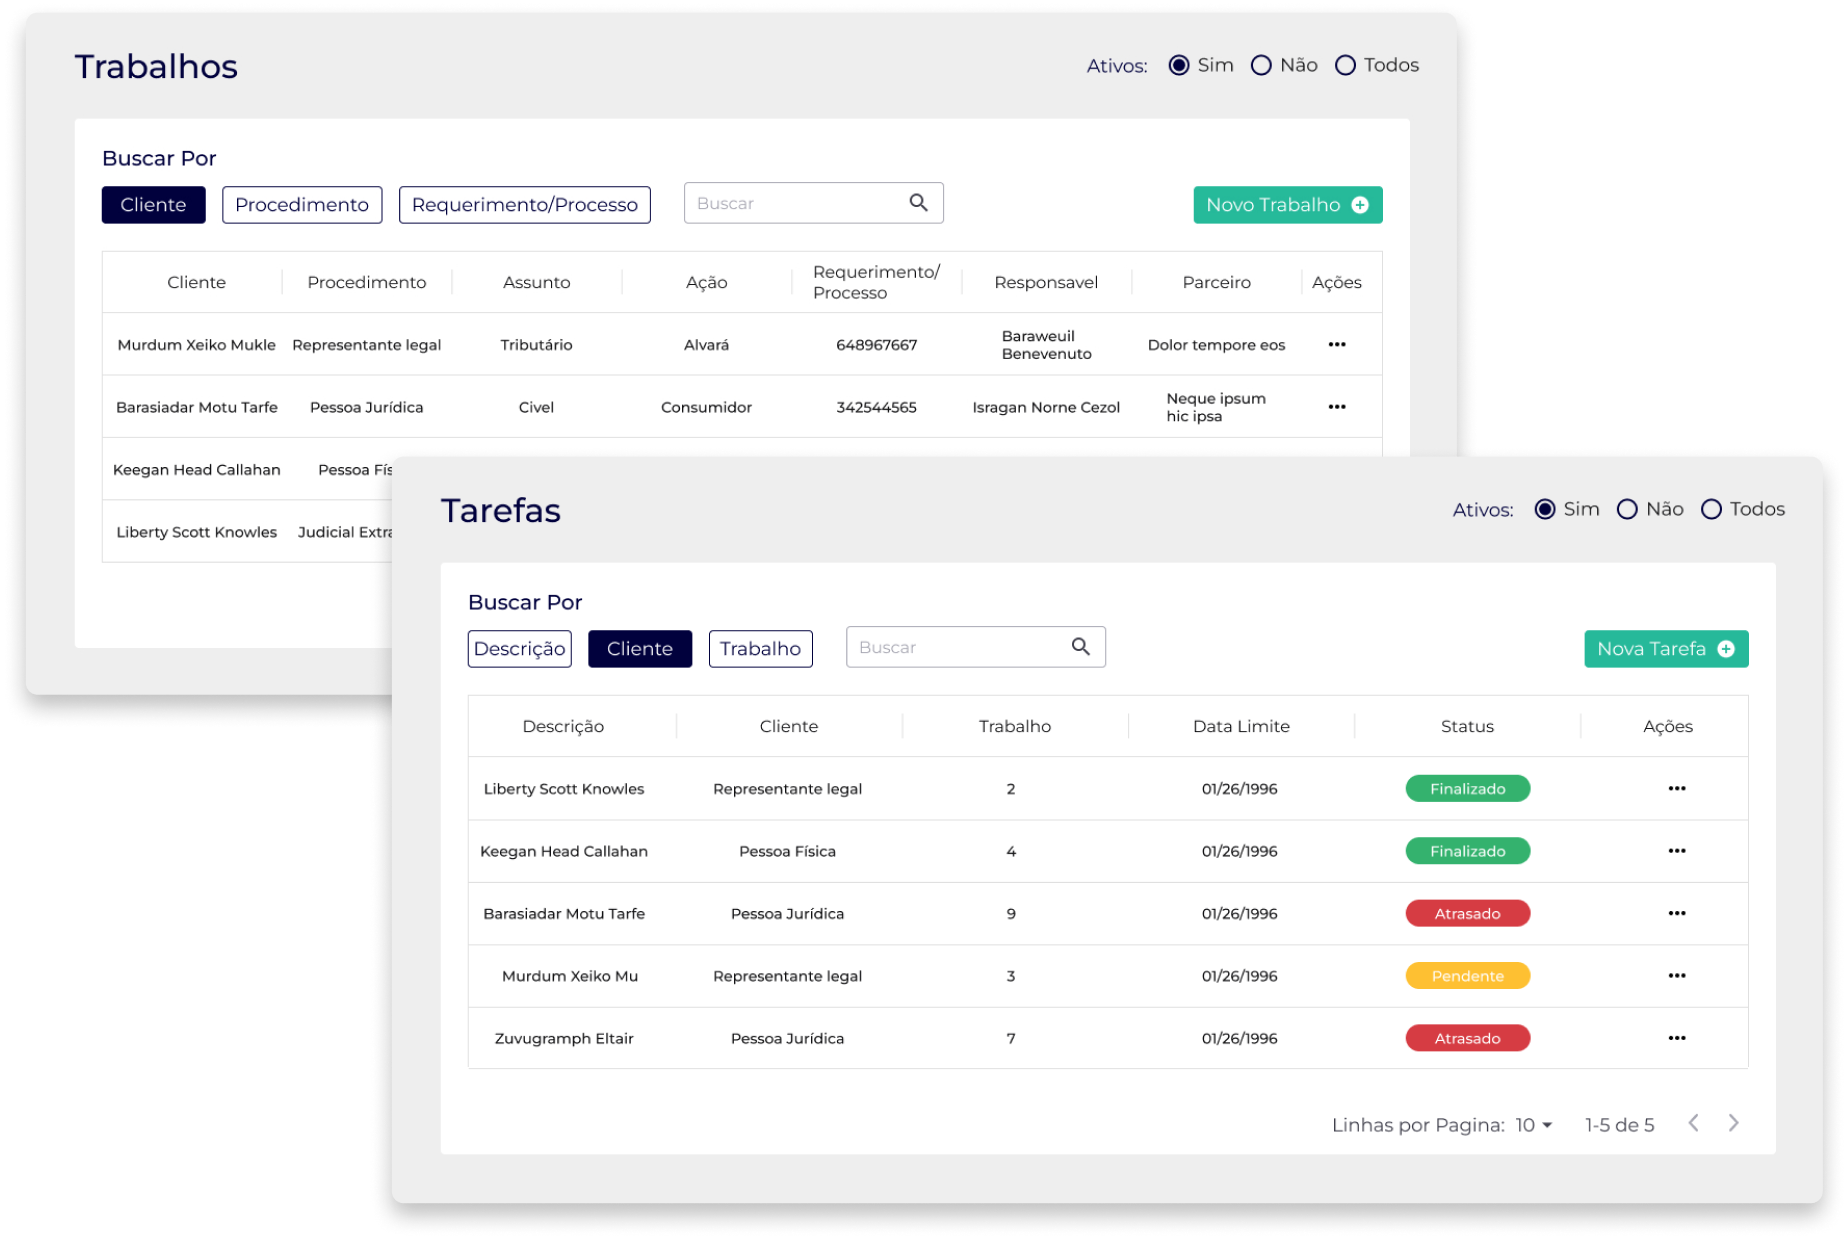 Trabalhos
Ativos: Sim Não Todos
Buscar Por
Cliente Procedimento Requerimento/Processo Buscar Novo Trabalho
Cliente Procedimento Assunto Ação Requerimento/ Processo Responsavel Parceiro Ações
Murdum Xeiko Mukle Representante legal Tributário Alvará 648967667 Baraweuil Benevenuto Dolor tempore eos •••
Barasiadar Motu Tarfe Pessoa Jurídica Civel Consumidor 342544565 Isragan Norne Cezol Neque ipsum hic ipsa •••
Keegan Head Callahan Pessoa
Liberty Scott Knowles Judicial
Tarefas
Ativos: Sim Não Todos
Buscar Por
Descrição Cliente Trabalho Buscar Nova Tarefa
Descrição Cliente Trabalho Data Limite Status Ações
Liberty Scott Knowles Representante legal 2 01/26/1996 Finalizado •••
Keegan Head Callahan Pessoa Física 4 01/26/1996 Finalizado •••
Barasiadar Motu Tarfe Pessoa Jurídica 9 01/26/1996 Atrasado •••
Murdum Xeiko Mu Representante legal 3 01/26/1996 Pendente •••
Zuvugramph Eltair Pessoa Jurídica 7 01/26/1996 Atrasado •••
Linhas por Pagina: 10 1-5 de 5